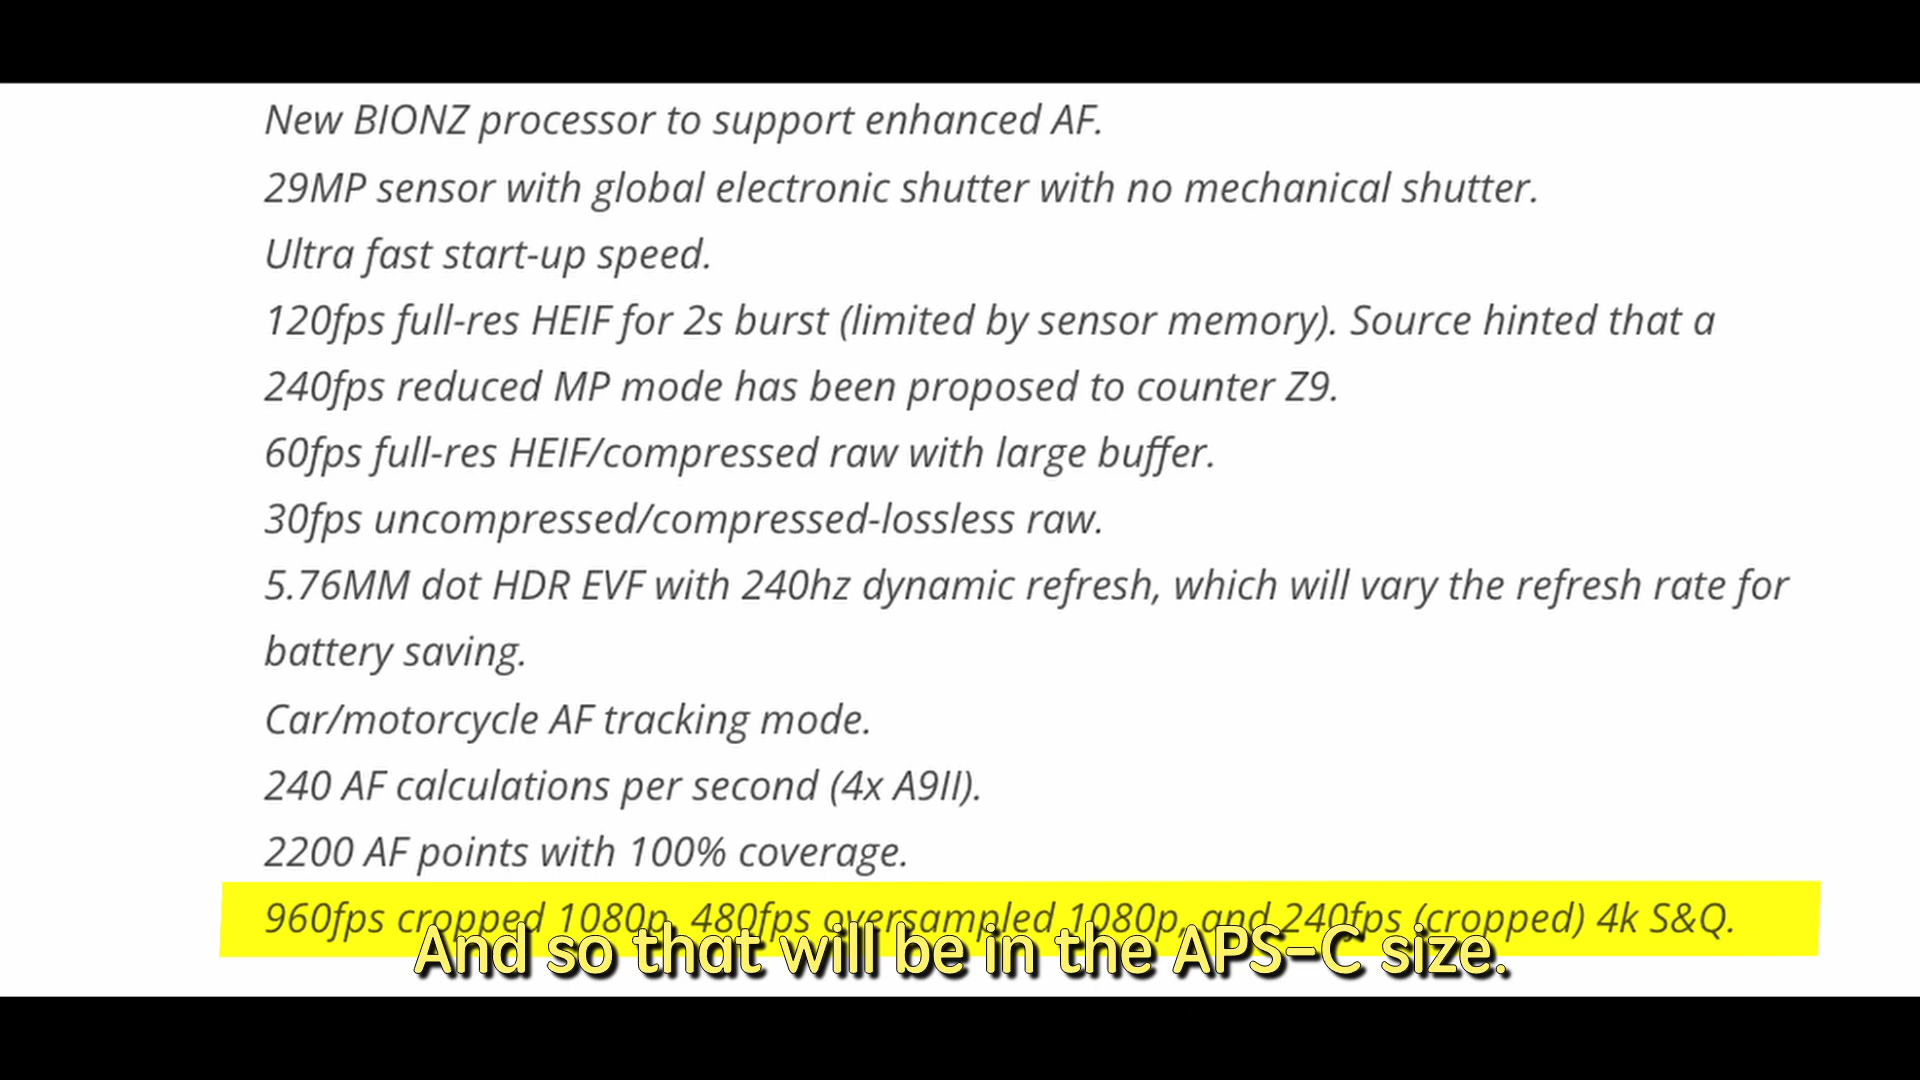 New BIONZ processor to support enhanced AF.
29MP sensor with global electronic shutter with no mechanical shutter.
Ultra fast start-up speed.
120fps full-res HEIF for 2s burst (limited by sensor memory). Source hinted that a
240fps reduced MP mode has been proposed to counter Z9.
60fps full-res HEIF/compressed raw with large buffer.
30fps uncompressed/compressed-lossless raw.
5.76MM dot HDR EVF with 240hz dynamic refresh, which will vary the refresh rate for
battery saving.
Car/motorcycle AF tracking mode.
240 AF calculations per second (4x A9II).
2200 AF points with 100% coverage.
960fps cropped 1080p, 480fps oversampled 1080p, and 240fps (cropped) 4k S&Q.
And so that will be in the APS-C size.